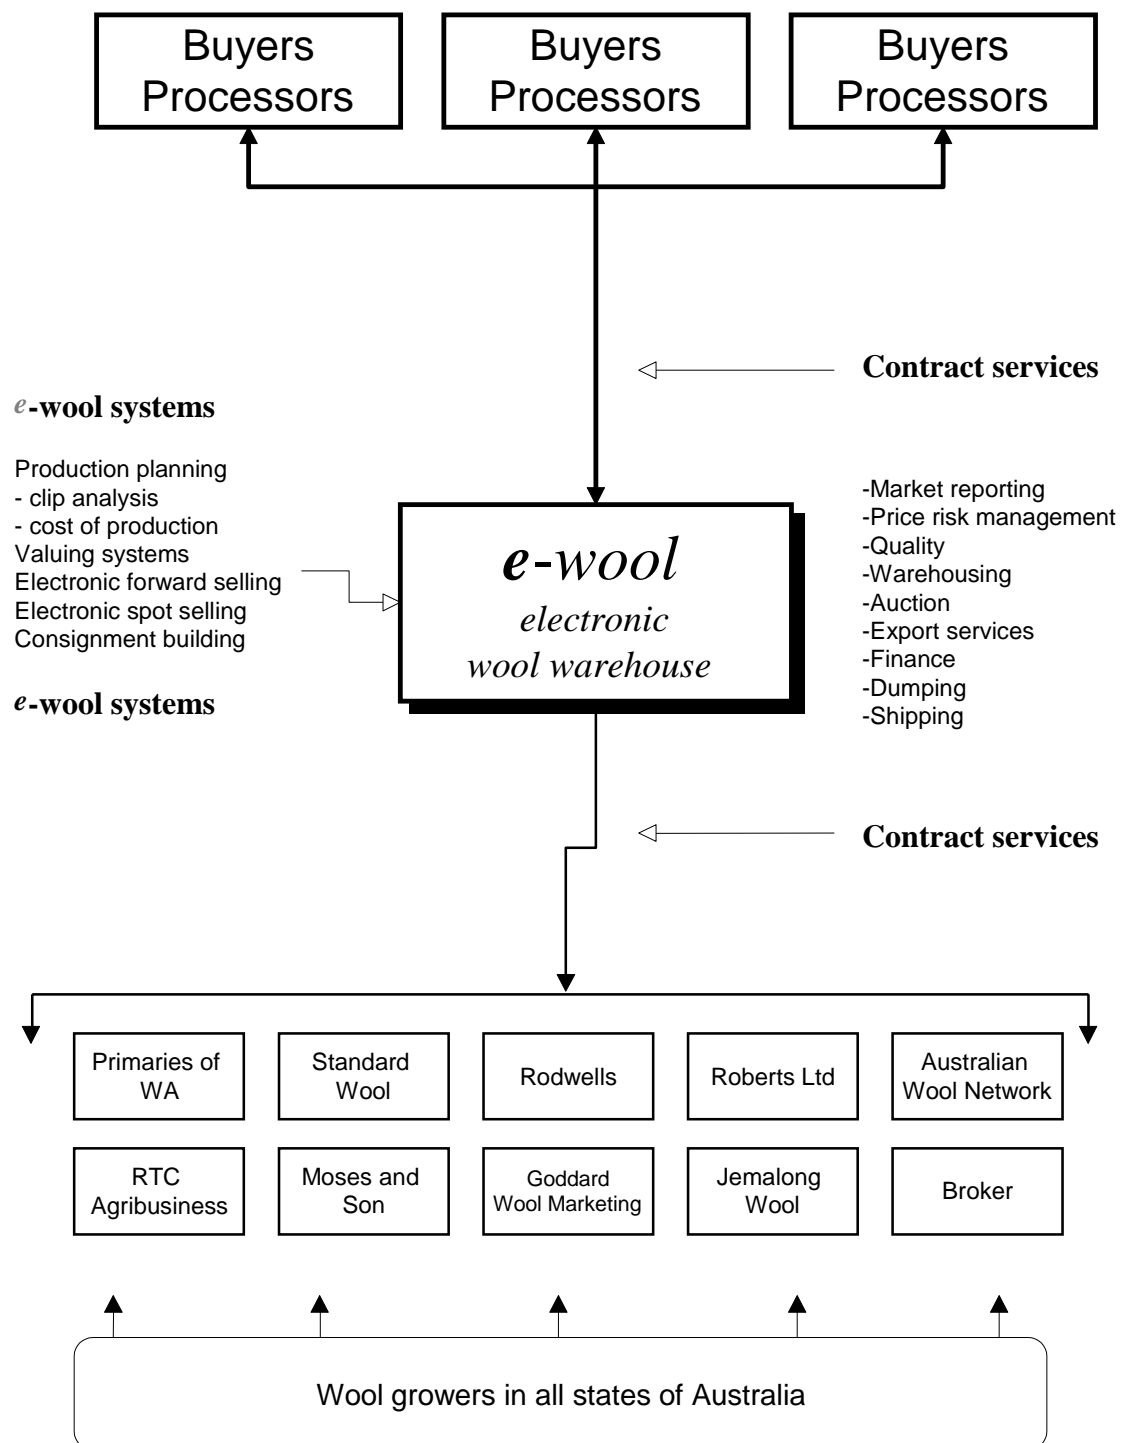 Buyers
Processors
Buyers
Processors
Buyers
Processors
Contract services
e-wool systems
Production planning
- clip analysis
- cost of production
Valuing systems
Electronic forward selling
Electronic spot selling
Consignment building
e-wool systems
e-wool
electronic
wool warehouse
-Market reporting
-Price risk management
-Quality
-Warehousing
-Auction
-Export services
-Finance
-Dumping
-Shipping
Contract services
Primaries of
WA
Standard
Wool
Rodwells
Roberts Ltd
Australian
Wool Network
RTC
Agribusiness
Moses and
Son
Goddard
Wool Marketing
Jemalong
Wool
Broker
Wool growers in all states of Australia